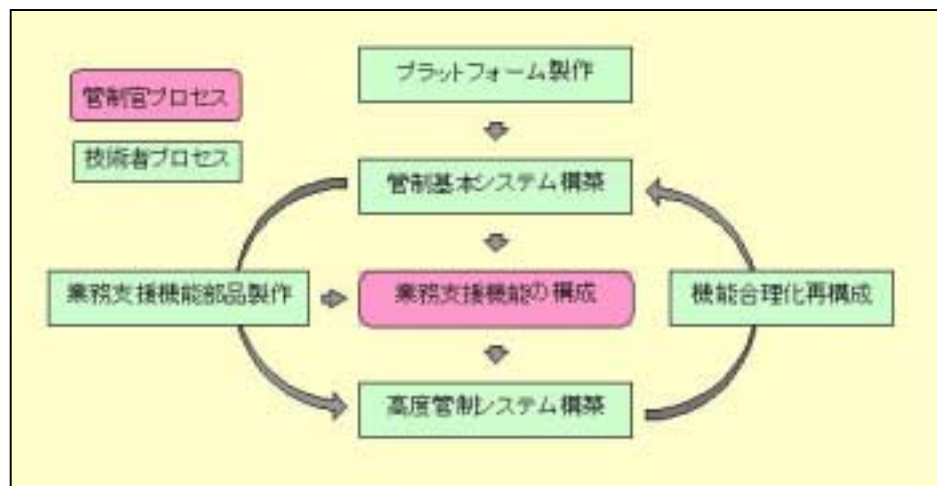 プラットフォーム製作
管制官プロセス
技術者プロセス
管制基本システム構築
業務支援機能部品製作
業務支援機能の構成
機能合理化再構成
高度管制システム構築